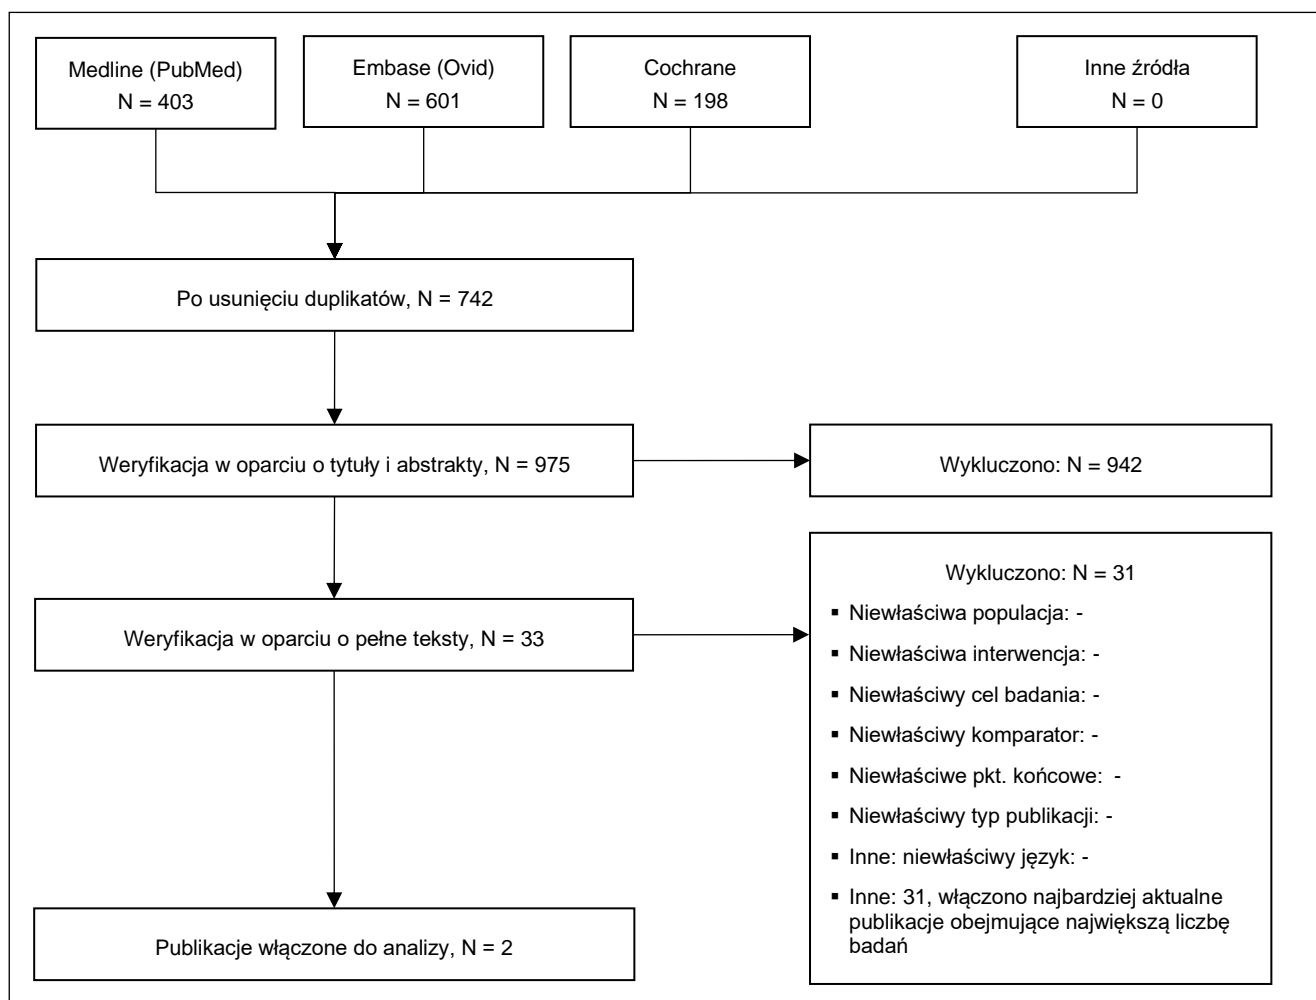 Medline (PubMed)
N = 403
Embase (Ovid)
N = 601
Cochrane
N = 198
Inne źródła
N = 0
Po usunięciu duplikatów, N = 742
Weryfikacja w oparciu o tytuły i abstrakty, N = 975
Wykluczono: N = 942
Weryfikacja w oparciu o pełne teksty, N = 33
Wykluczono: N = 31
▪ Niewłaściwa populacja: -
▪ Niewłaściwa interwencja: -
▪ Niewłaściwy cel badania: -
▪ Niewłaściwy komparator: -
▪ Niewłaściwe pkt. końcowe: -
▪ Niewłaściwy typ publikacji: -
▪ Inne: niewłaściwy język: -
▪ Inne: 31, włączono najbardziej aktualne
publikacje obejmujące największą liczbę
badań
Publikacje włączone do analizy, N = 2